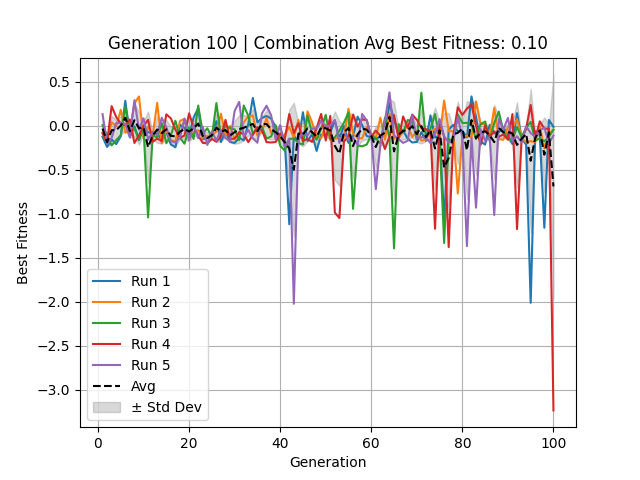 Generation 100 | Combination Avg Best Fitness: 0.10
Best Fitness
0.5
0.0
−0.5
−1.0
−1.5
−2.0
−2.5
−3.0
Run 1
Run 2
Run 3
Run 4
Run 5
Avg
± Std Dev
0 20 40 60 80 100
Generation